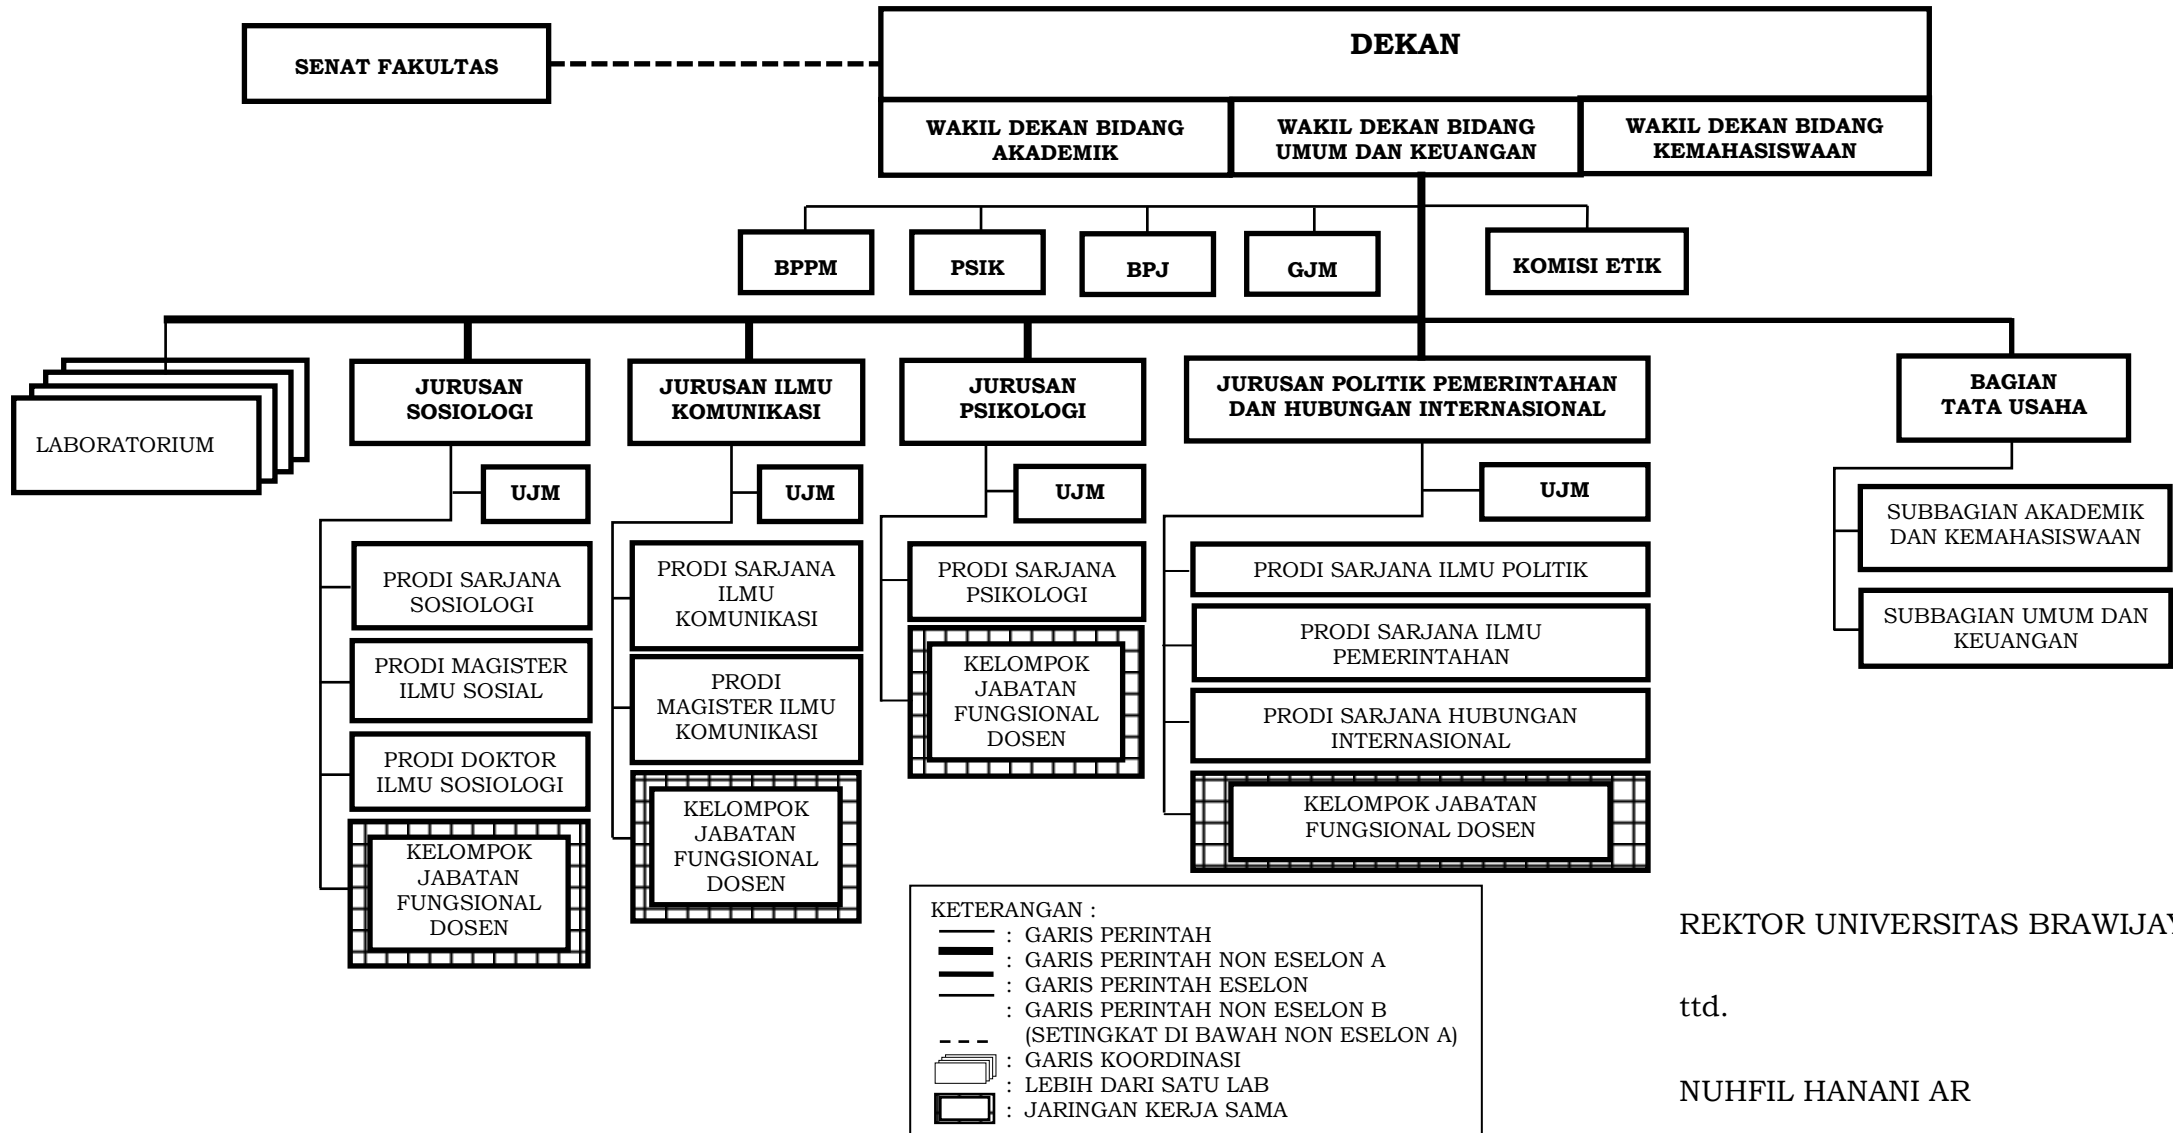 SENAT FAKULTAS
DEKAN
WAKIL DEKAN BIDANG
AKADEMIK
WAKIL DEKAN BIDANG
UMUM DAN KEUANGAN
WAKIL DEKAN BIDANG
KEMAHASISWAAN
BPPM
PSIK
BPJ
GJM
KOMISI ETIK
LABORATORIUM
JURUSAN
SOSIOLOGI
UJM
PRODI SARJANA
SOSIOLOGI
PRODI MAGISTER
ILMU SOSIAL
PRODI DOKTOR
ILMU SOSIOLOGI
KELOMPOK
JABATAN
FUNGSIONAL
DOSEN
JURUSAN ILMU
KOMUNIKASI
UJM
PRODI SARJANA
ILMU
KOMUNIKASI
PRODI
MAGISTER ILMU
KOMUNIKASI
KELOMPOK
JABATAN
FUNGSIONAL
DOSEN
JURUSAN
PSIKOLOGI
UJM
PRODI SARJANA
PSIKOLOGI
KELOMPOK
JABATAN
FUNGSIONAL
DOSEN
JURUSAN POLITIK PEMERINTAHAN
DAN HUBUNGAN INTERNASIONAL
UJM
PRODI SARJANA ILMU POLITIK
PRODI SARJANA ILMU
PEMERINTAHAN
PRODI SARJANA HUBUNGAN
INTERNASIONAL
KELOMPOK JABATAN
FUNGSIONAL DOSEN
BAGIAN
TATA USAHA
SUBBAGIAN AKADEMIK
DAN KEMAHASISWAAN
SUBBAGIAN UMUM DAN
KEUANGAN
KETERANGAN :
: GARIS PERINTAH
: GARIS PERINTAH NON ESELON A
: GARIS PERINTAH ESELON
: GARIS PERINTAH NON ESELON B
(SETINGKAT DI BAWAH NON ESELON A)
: GARIS KOORDINASI
: LEBIH DARI SATU LAB
: JARINGAN KERJA SAMA
REKTOR UNIVERSITAS
ttd.
NUHFIL HANANI AR